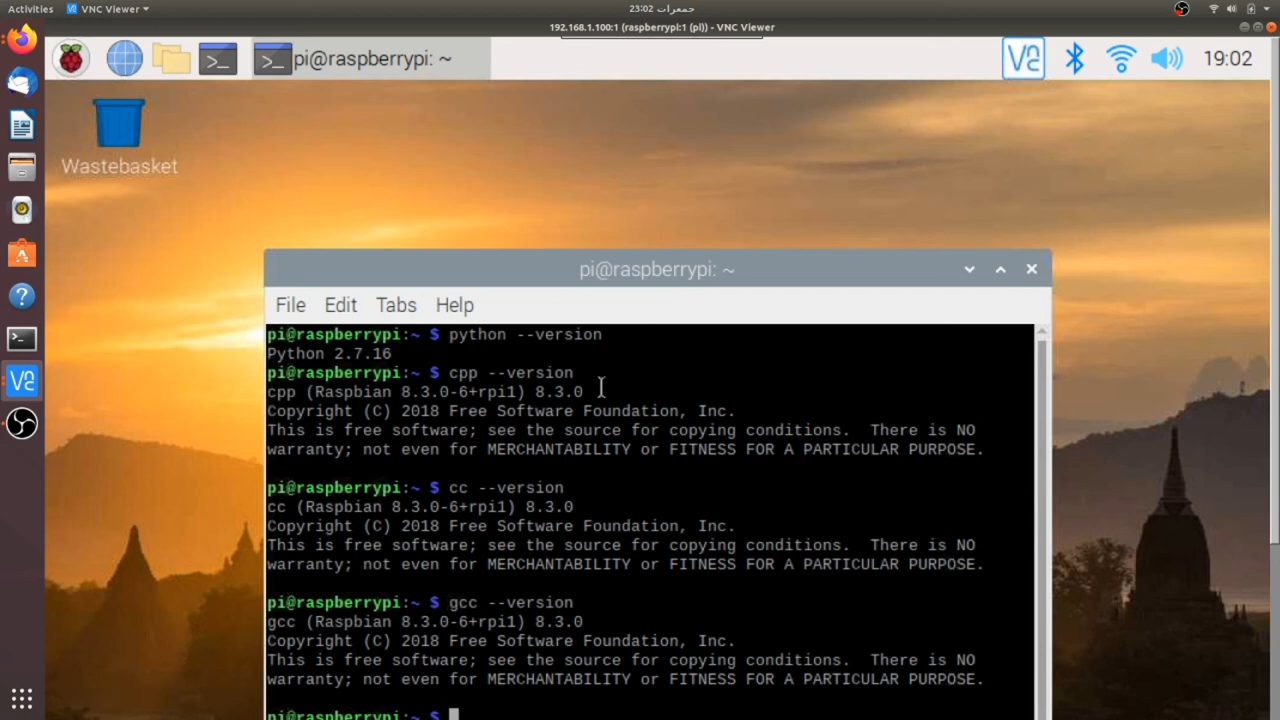 Activities VNC Viewer 23:02 جمعرات
192.168.1.100:1 (raspberrypi:1 (pi)) - VNC Viewer
pi@raspberrypi: ~ 19:02
Wastebasket
pi@raspberrypi: ~
File Edit Tabs Help
pi@raspberrypi:~ $ python --version
Python 2.7.16
pi@raspberrypi:~ $ cpp --version
cpp (Raspbian 8.3.0-6+rpi1) 8.3.0
Copyright (C) 2018 Free Software Foundation, Inc.
This is free software; see the source for copying conditions.  There is NO
warranty; not even for MERCHANTABILITY or FITNESS FOR A PARTICULAR PURPOSE.
pi@raspberrypi:~ $ cc --version
cc (Raspbian 8.3.0-6+rpi1) 8.3.0
Copyright (C) 2018 Free Software Foundation, Inc.
This is free software; see the source for copying conditions.  There is NO
warranty; not even for MERCHANTABILITY or FITNESS FOR A PARTICULAR PURPOSE.
pi@raspberrypi:~ $ gcc --version
gcc (Raspbian 8.3.0-6+rpi1) 8.3.0
Copyright (C) 2018 Free Software Foundation, Inc.
This is free software; see the source for copying conditions.  There is NO
warranty; not even for MERCHANTABILITY or FITNESS FOR A PARTICULAR PURPOSE.
pi@raspberrypi:~ $